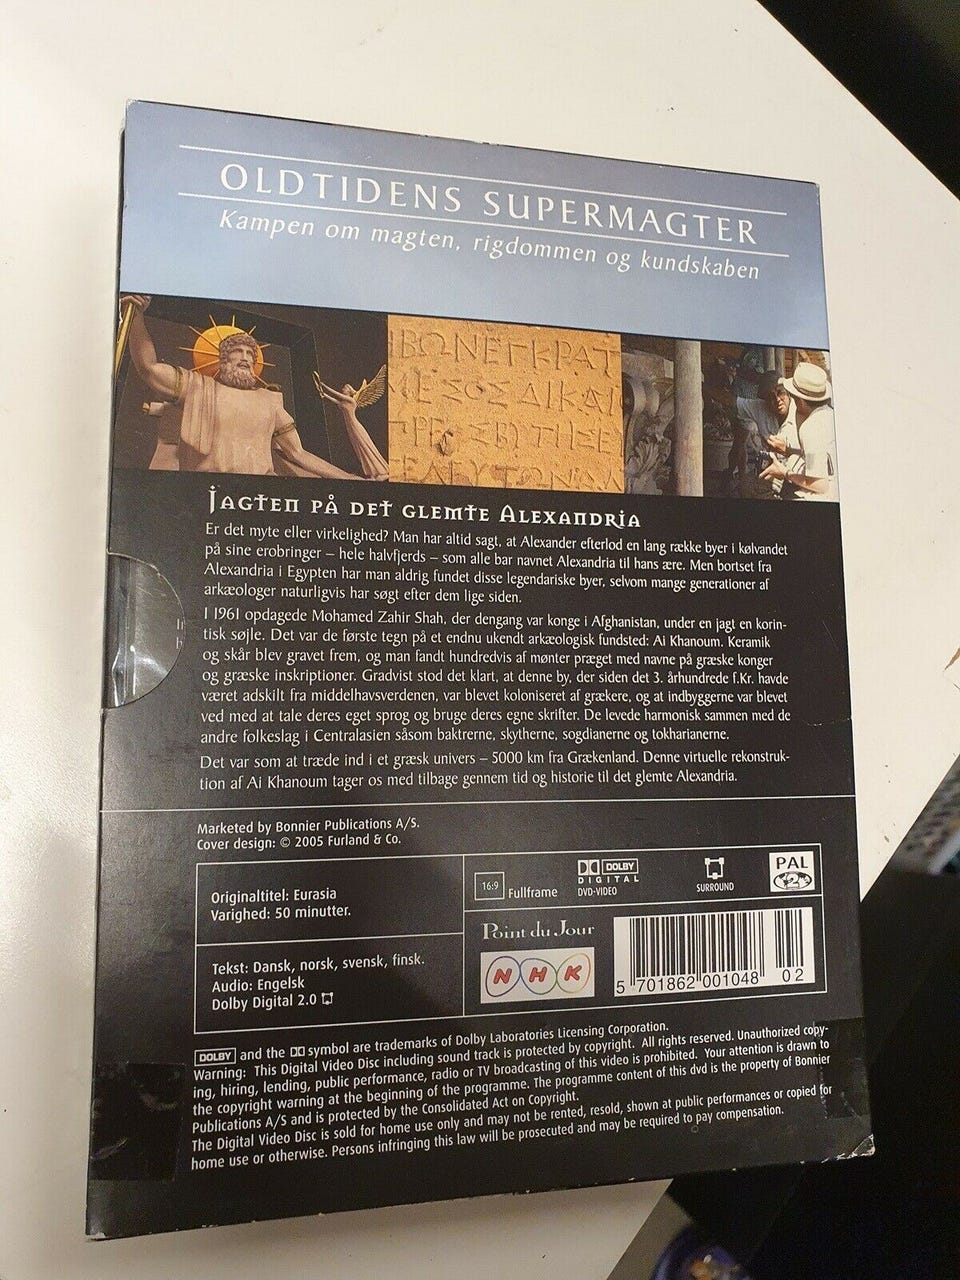 OLDTIDENS SUPERMAGTER
Kampen om magten, rigdommen og kundskaben
ΙΒΩΝΕΓΚΡΑΤ
ΜΕΣΟΣΔΙΚΑΙ
JAGTEN PÅ DET GLEMTE ALEXANDRIA
Er det myte eller virkelighed? Man har altid sagt, at Alexander efterlod en lang række byer i kølvandet
på sine erobringer – hele halvfjerds – som alle bar navnet Alexandria til hans ære. Men bortset fra
Alexandria i Egypten har man aldrig fundet disse legendariske byer, selvom mange generationer af
arkæologer naturligvis har søgt efter dem lige siden.
I 1961 opdagede Mohamed Zahir Shah, der dengang var konge i Afghanistan, under en jagt en korin-
tisk søjle. Det var de første tegn på et endnu ukendt arkæologisk fundsted: Ai Khanoum. Keramik
og skår blev gravet frem, og man fandt hundredvis af mønter præget med navne på græske konger
og græske inskriptioner. Gradvist stod det klart, at denne by, der siden det 3. århundrede f.Kr. havde
været adskilt fra middelhavsverdenen, var blevet koloniseret af grækere, og at indbyggerne var blevet
ved med at tale deres eget sprog og bruge deres egne skrifter. De levede harmonisk sammen med de
andre folkeslag i Centralasien såsom baktrerne, skytherne, sogdianerne og tokharianerne.
Det var som at træde ind i et græsk univers – 5000 km fra Grækenland. Denne virtuelle rekonstruk-
tion af Ai Khanoum tager os med tilbage gennem tid og historie til det glemte Alexandria.
Marketed by Bonnier Publications A/S.
Cover design: © 2005 Furland & Co.
Originaltitel: Eurasia
Varighed: 50 minutter.
Tekst: Dansk, norsk, svensk, finsk.
Audio: Engelsk
Dolby Digital 2.0
16:9 Fullframe
DOLBY
DIGITAL
DVD-VIDEO
SURROUND
PAL
2
Point du Jour
NHK
5 701862 001048 02
DOLBY and the symbol are trademarks of Dolby Laboratories Licensing Corporation.
Warning: This Digital Video Disc including sound track is protected by copyright. All rights reserved. Unauthorized copy-
ing, hiring, lending, public performance, radio or TV broadcasting of this video is prohibited. Your attention is drawn to
the copyright warning at the beginning of the programme. The programme content of this dvd is the property of Bonnier
Publications A/S and is protected by the Consolidated Act on Copyright.
The Digital Video Disc is sold for home use only and may not be rented, resold, shown at public performances or copied for
home use or otherwise. Persons infringing this law will be prosecuted and may be required to pay compensation.